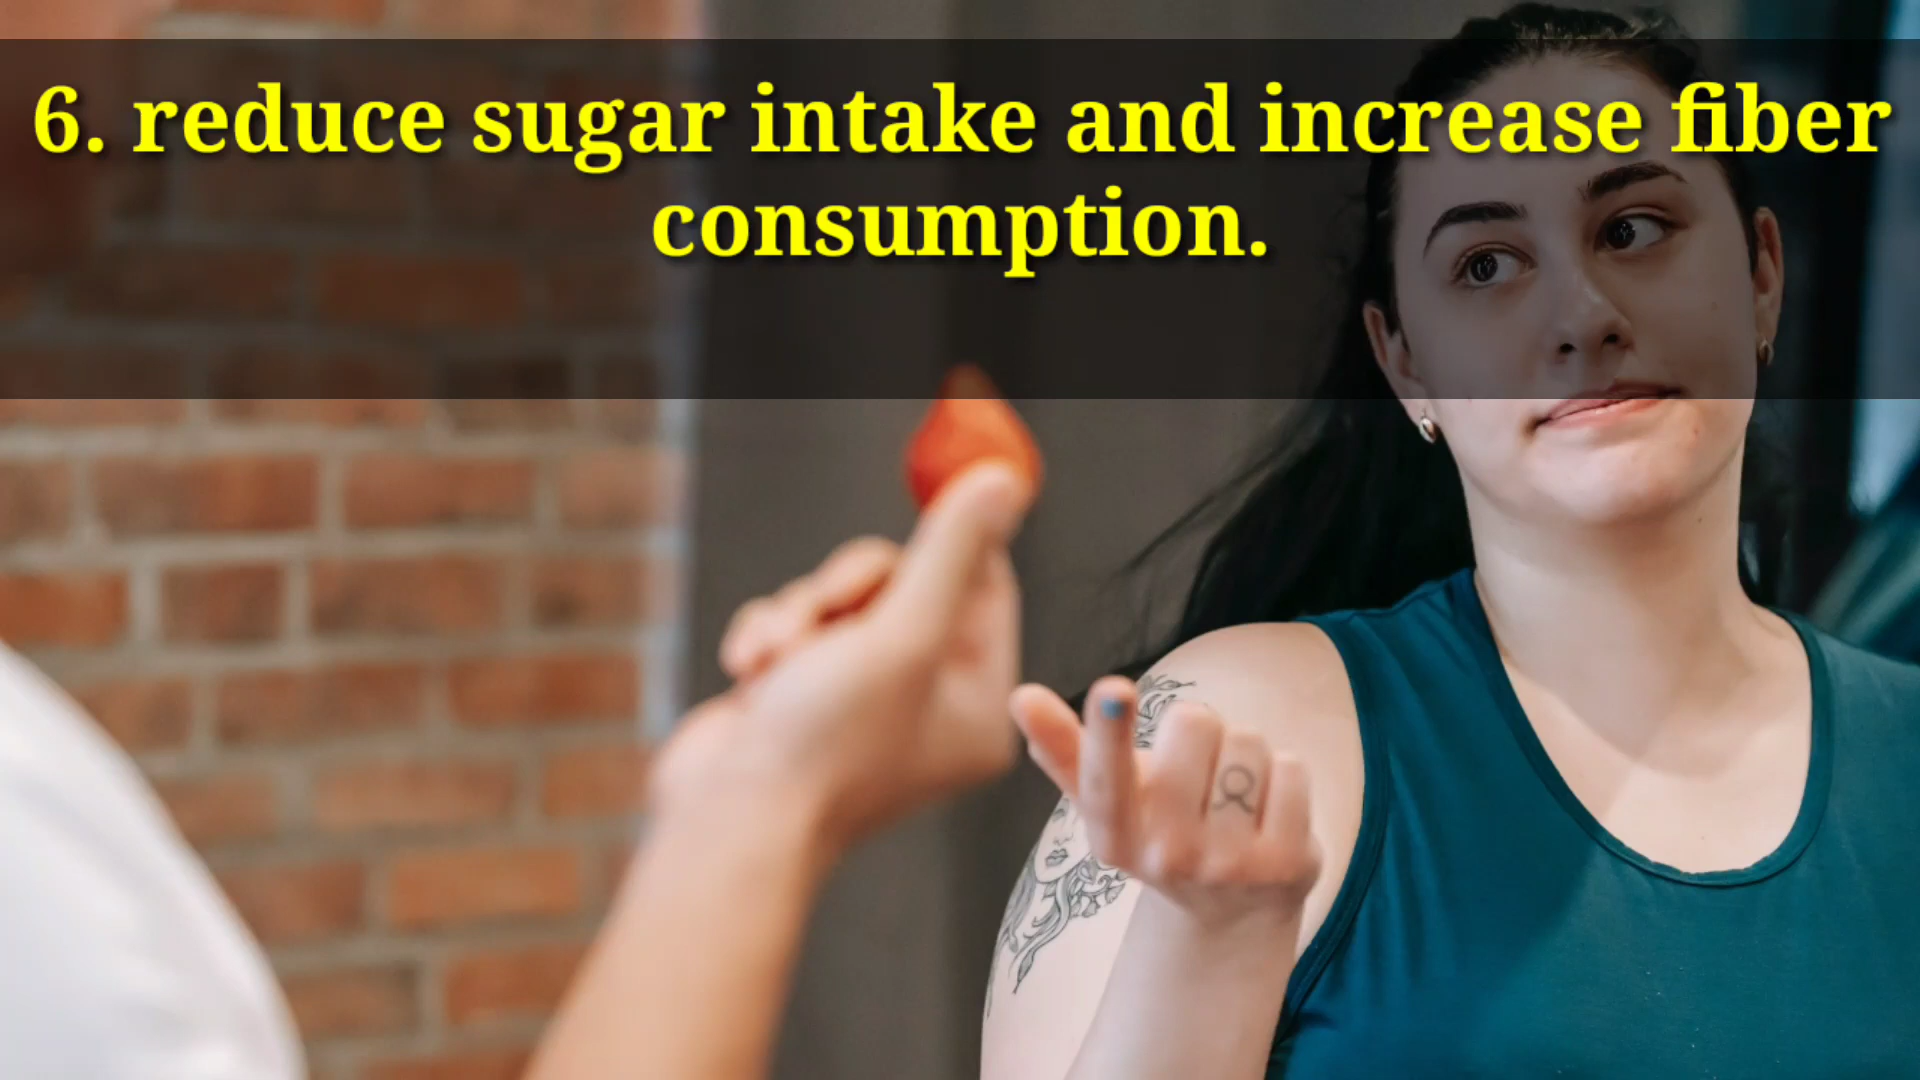 6. reduce sugar intake and increase fiber
consumption.